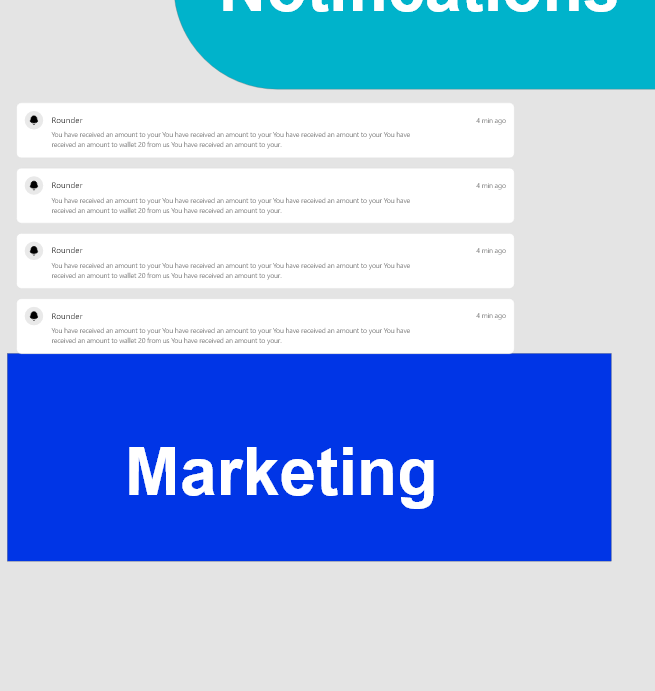 Notifications
Rounder
4 min ago
You have received an amount to your You have received an amount to your You have received an amount to your You have
received an amount to wallet 20 from us You have received an amount to your.
Rounder
4 min ago
You have received an amount to your You have received an amount to your You have received an amount to your You have
received an amount to wallet 20 from us You have received an amount to your.
Rounder
4 min ago
You have received an amount to your You have received an amount to your You have received an amount to your You have
received an amount to wallet 20 from us You have received an amount to your.
Rounder
4 min ago
You have received an amount to your You have received an amount to your You have received an amount to your You have
received an amount to wallet 20 from us You have received an amount to your.
Marketing